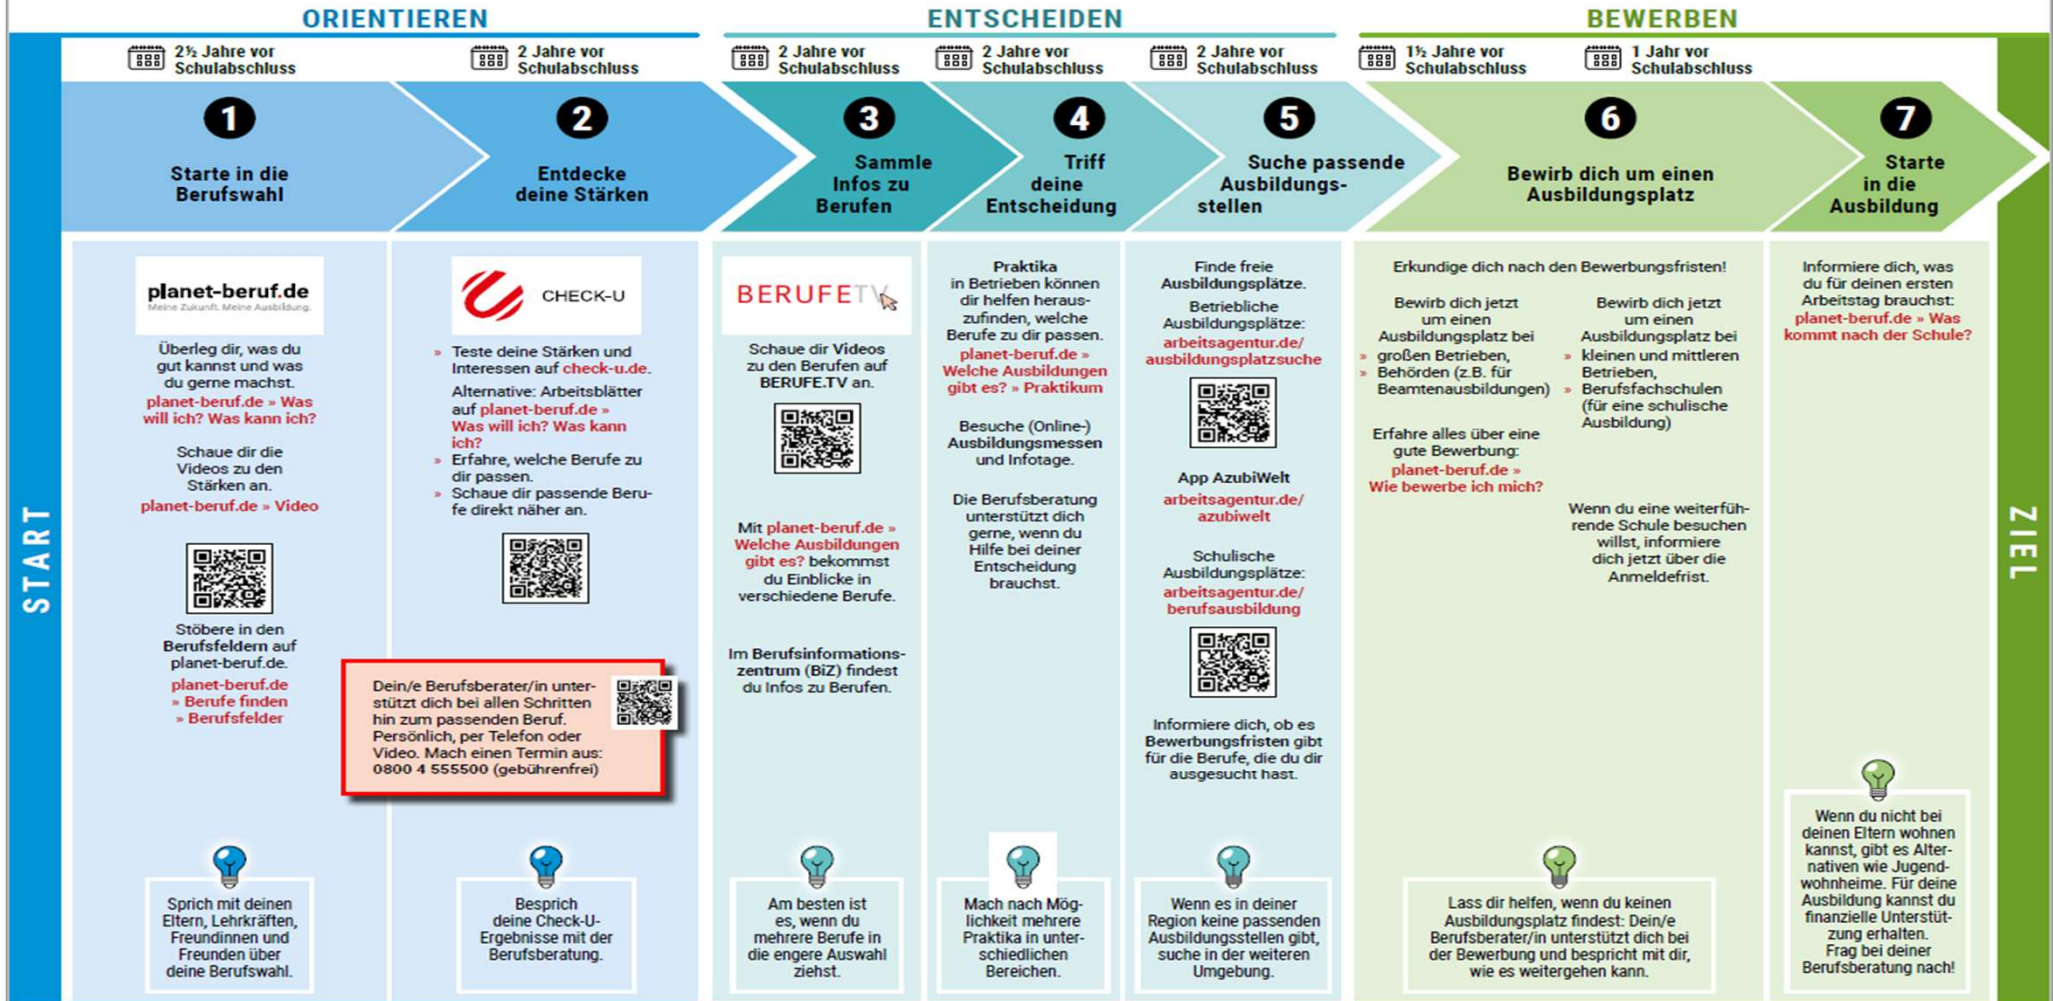 ORIENTIEREN
ENTSCHEIDEN
BEWERBEN
START
2½ Jahre vor
Schulabschluss
1
Starte in die
Berufswahl
planet-beruf.de
Meine Zukunft. Meine Ausbildung.
Überleg dir, was du
gut kannst und was
du gerne machst.
planet-beruf.de » Was
will ich? Was kann ich?
Schaue dir die
Videos zu den
Stärken an.
planet-beruf.de » Video
Stöbere in den
Berufsfeldern auf
planet-beruf.de.
planet-beruf.de
» Berufe finden
» Berufsfelder
Sprich mit deinen
Eltern, Lehrkräften,
Freundinnen und
Freunden über
deine Berufswahl.
2 Jahre vor
Schulabschluss
2
Entdecke
deine Stärken
CHECK-U
» Teste deine Stärken und
Interessen auf check-u.de.
Alternative: Arbeitsblätter
auf planet-beruf.de »
Was will ich? Was kann
ich?
» Erfahre, welche Berufe zu
dir passen.
» Schaue dir passende Beru-
fe direkt näher an.
Dein/e Berufsberater/in unter-
stützt dich bei allen Schritten
hin zum passenden Beruf.
Persönlich, per Telefon oder
Video. Mach einen Termin aus:
0800 4 555500 (gebührenfrei)
Besprich
deine Check-U-
Ergebnisse mit der
Berufsberatung.
2 Jahre vor
Schulabschluss
3
Sammle
Infos zu
Berufen
BERUFETV
Schaue dir Videos
zu den Berufen auf
BERUFE.TV an.
Mit planet-beruf.de »
Welche Ausbildungen
gibt es? bekommst
du Einblicke in
verschiedene Berufe.
Im Berufsinformations-
zentrum (BiZ) findest
du Infos zu Berufen.
Am besten ist
es, wenn du
mehrere Berufe in
die engere Auswahl
ziehst.
2 Jahre vor
Schulabschluss
4
Triff
deine
Entscheidung
Praktika
in Betrieben können
dir helfen heraus-
zufinden, welche
Berufe zu dir passen.
planet-beruf.de »
Welche Ausbildungen
gibt es? » Praktikum
Besuche (Online-)
Ausbildungsmessen
und Infotage.
Die Berufsberatung
unterstützt dich
gerne, wenn du
Hilfe bei deiner
Entscheidung
brauchst.
Mach nach Mög-
lichkeit mehrere
Praktika in unter-
schiedlichen
Bereichen.
2 Jahre vor
Schulabschluss
5
Suche passende
Ausbildungs-
stellen
Finde freie
Ausbildungsplätze.
Betriebliche
Ausbildungsplätze:
arbeitsagentur.de/
ausbildungsplatzsuche
App AzubiWelt
arbeitsagentur.de/
azubiwelt
Schulische
Ausbildungsplätze:
arbeitsagentur.de/
berufsausbildung
Informiere dich, ob es
Bewerbungsfristen gibt
für die Berufe, die du dir
ausgesucht hast.
Wenn es in deiner
Region keine passenden
Ausbildungsstellen gibt,
suche in der weiteren
Umgebung.
1½ Jahre vor
Schulabschluss
1 Jahr vor
Schulabschluss
6
Bewirb dich um einen
Ausbildungsplatz
Erkundige dich nach den Bewerbungsfristen!
Bewirb dich jetzt
um einen
Ausbildungsplatz bei
» großen Betrieben,
» Behörden (z.B. für
Beamtenausbildungen)
Erfahre alles über eine
gute Bewerbung:
planet-beruf.de »
Wie bewerbe ich mich?
Bewirb dich jetzt
um einen
Ausbildungsplatz bei
» kleinen und mittleren
Betrieben,
» Berufsfachschulen
(für eine schulische
Ausbildung)
Wenn du eine weiterfüh-
rende Schule besuchen
willst, informiere
dich jetzt über die
Anmeldefrist.
Lass dir helfen, wenn du keinen
Ausbildungsplatz findest: Dein/e
Berufsberater/in unterstützt dich bei
der Bewerbung und bespricht mit dir,
wie es weitergehen kann.
7
Starte
in die
Ausbildung
Informiere dich, was
du für deinen ersten
Arbeitstag brauchst:
planet-beruf.de » Was
kommt nach der Schule?
Wenn du nicht bei
deinen Eltern wohnen
kannst, gibt es Alter-
nativen wie Jugend-
wohnheime. Für deine
Ausbildung kannst du
finanzielle Unterstüt-
zung erhalten.
Frag bei deiner
Berufsberatung nach!
ZIEL